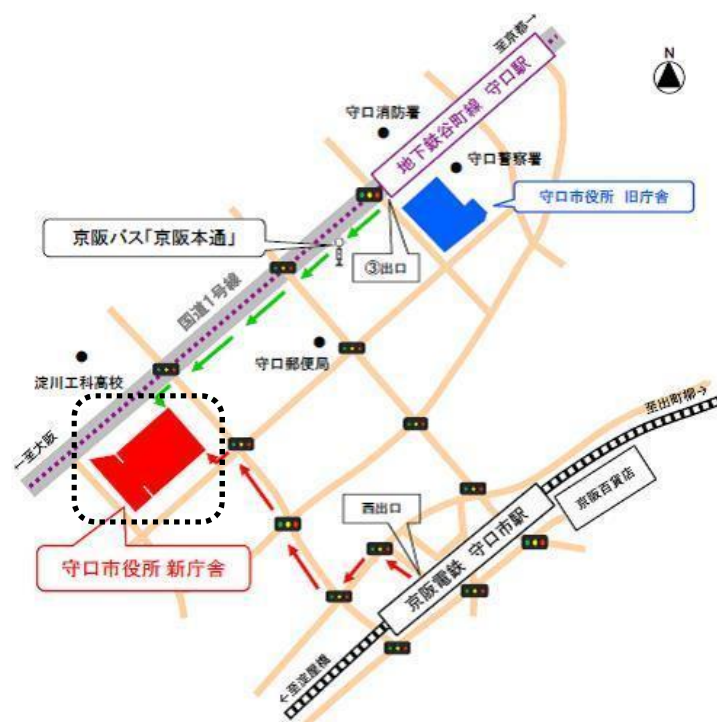 至京都→
N
地下鉄谷町線 守口駅
守口消防署
守口警察署
守口市役所 旧庁舎
京阪バス「京阪本通」
③出口
国道1号線
守口郵便局
淀川工科高校
←至大阪
至出町柳→
京阪百貨店
西出口
京阪電鉄 守口市駅
守口市役所 新庁舎
←至淀屋橋